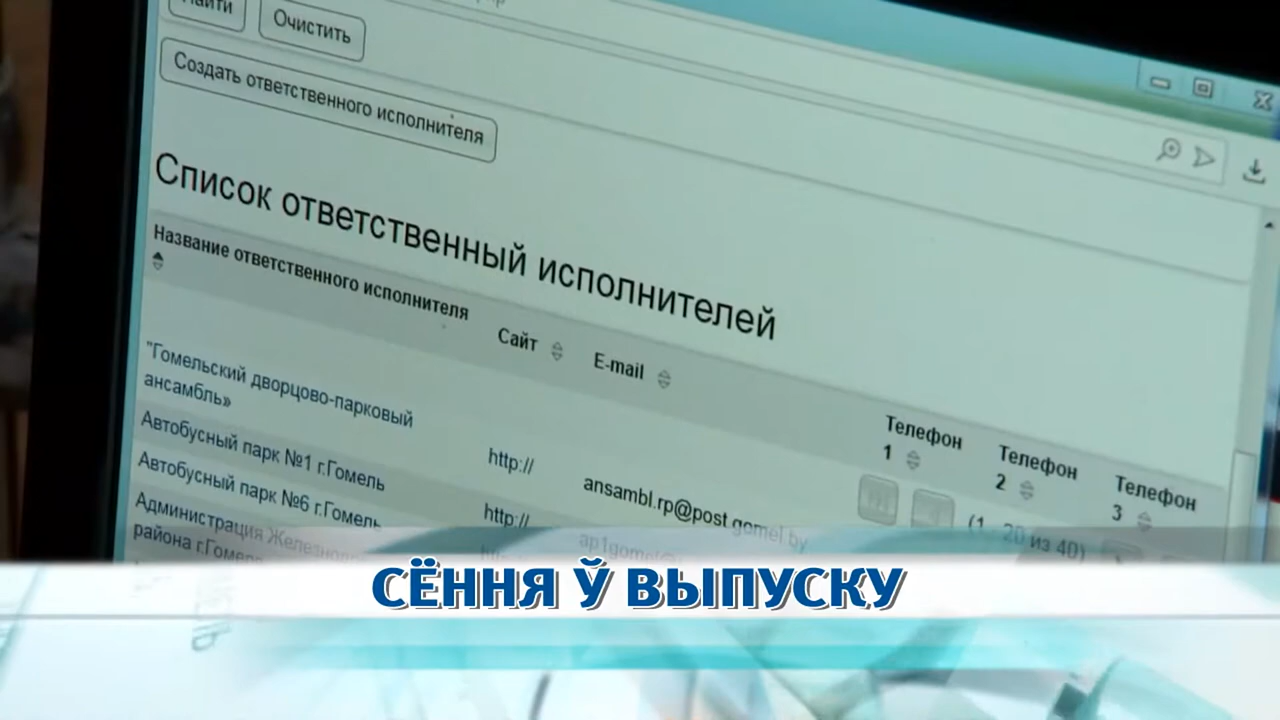 Найти
Очистить
Создать ответственного исполнителя
Список ответственный исполнителей
Название ответственного исполнителя
Сайт
E-mail
Телефон
1
Телефон
2
Телефон
3
"Гомельский дворцово-парковый
ансамбль»
http://
ansambl.rp@post.gomel.by
(1 - 20 из 40)
Автобусный парк №1 г.Гомель
http://
Автобусный парк №6 г.Гомель
Администрация
района
СЁННЯ Ў ВЫПУСКУ